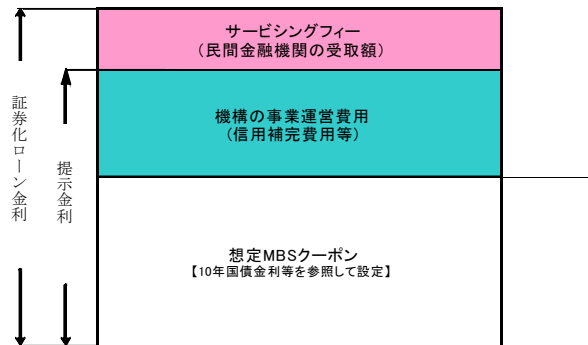 サービシングフィー
(民間金融機関の受取額)
機構の事業運営費用
(信用補完費用等)
証券化ローン金利
提示金利
想定MBSクーポン
【10年国債金利等を参照して設定】